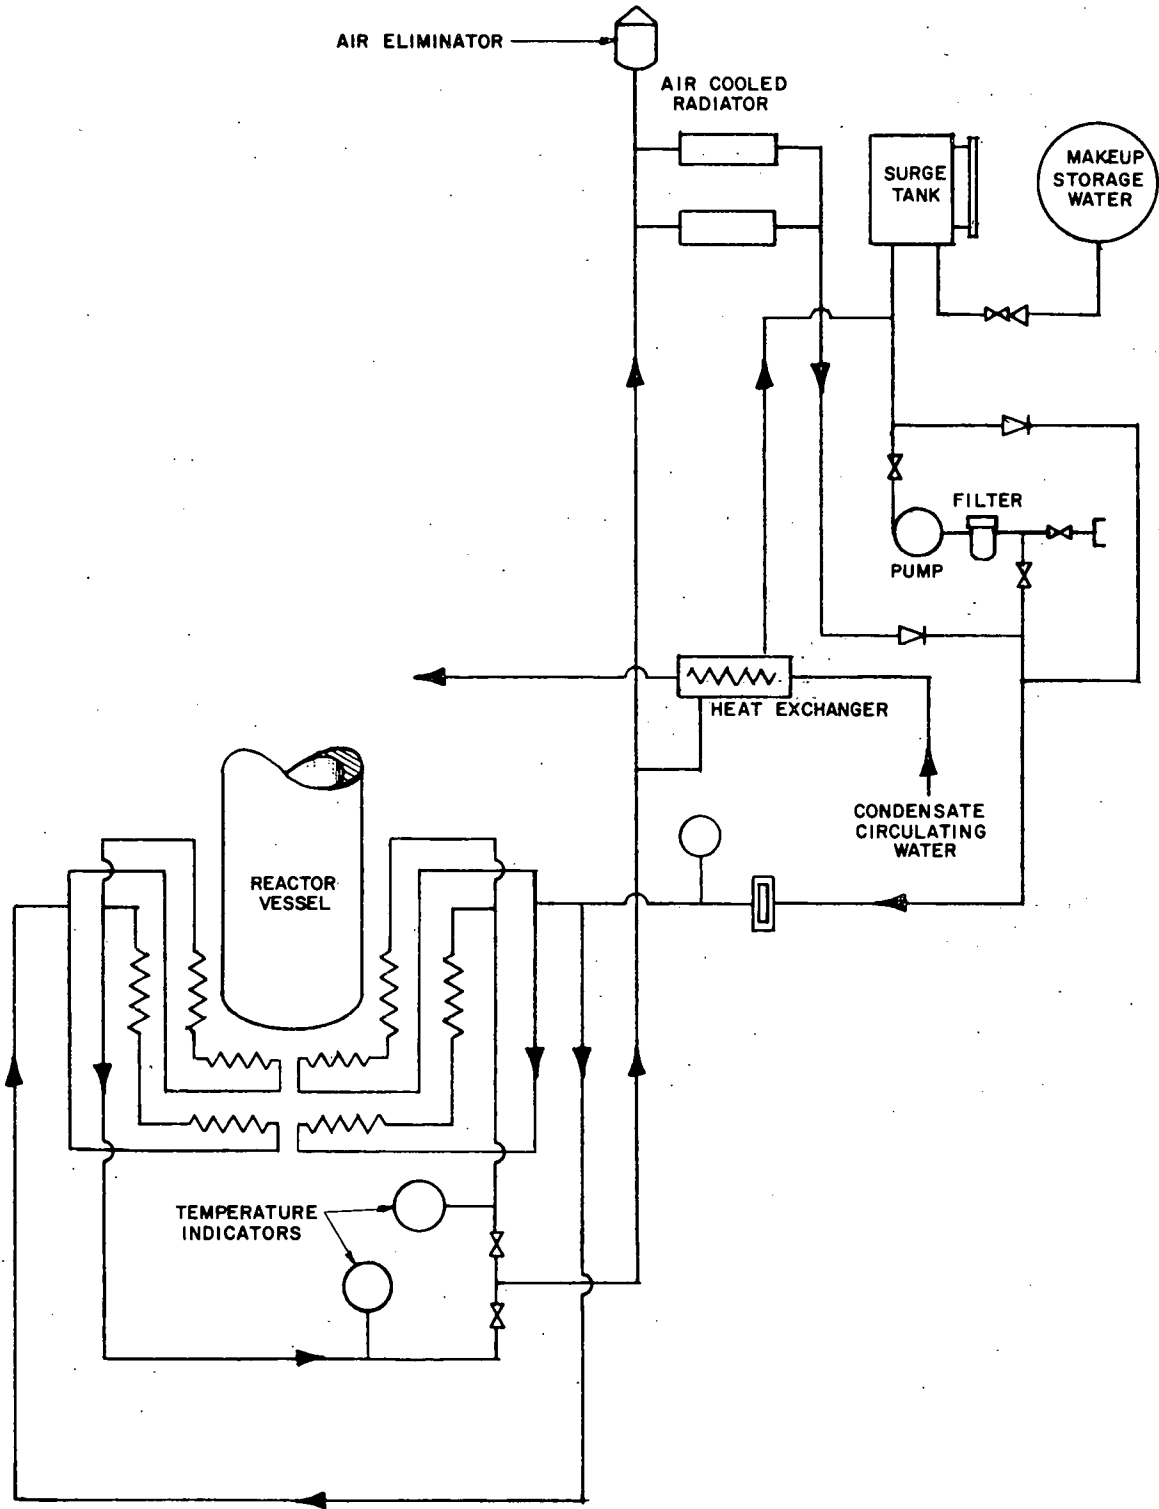 AIR ELIMINATOR
AIR COOLED
RADIATOR
SURGE
TANK
MAKEUP
STORAGE
WATER
FILTER
PUMP
HEAT EXCHANGER
CONDENSATE
CIRCULATING
WATER
REACTOR
VESSEL
TEMPERATURE
INDICATORS